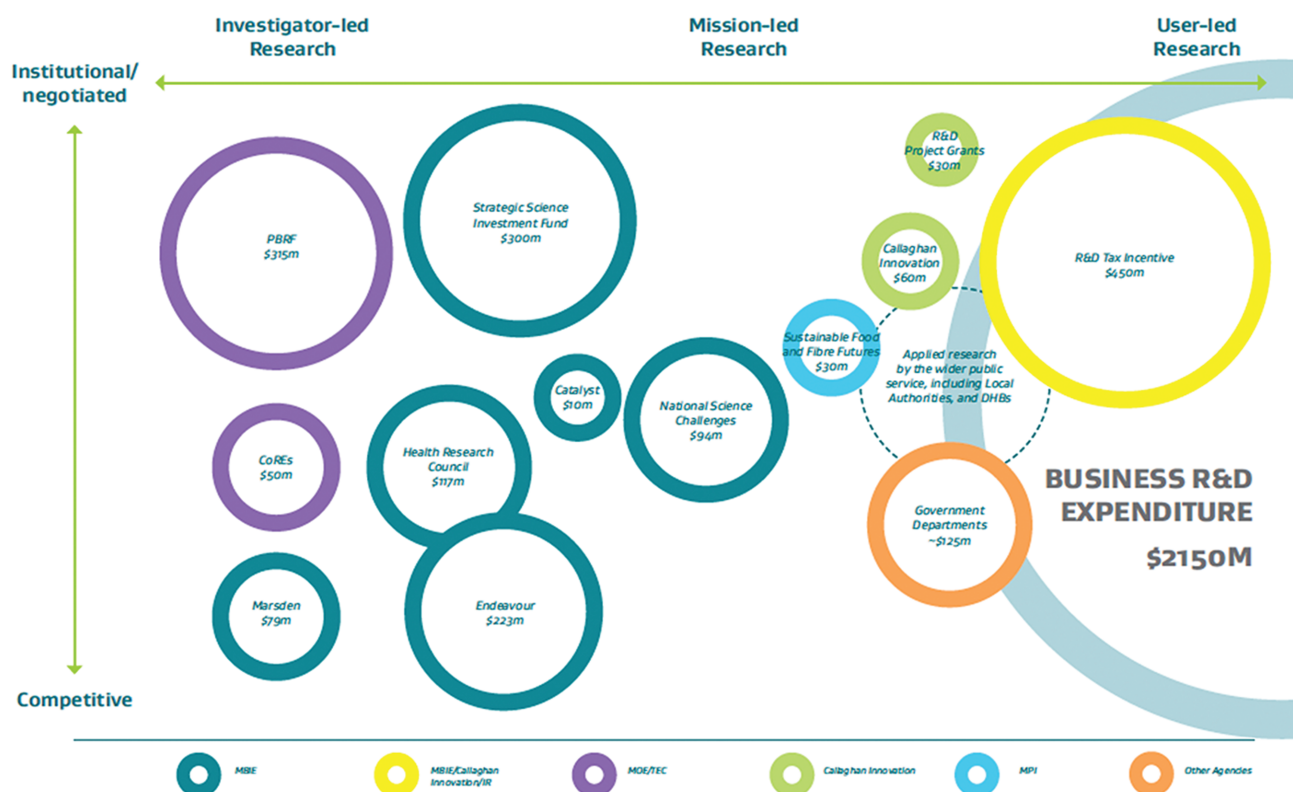 Investigator-led
Research
Mission-led
Research
User-led
Research
Institutional/
negotiated
R&D
Project Grants
$30m
Strategic Science
Investment Fund
$300m
PBRF
$315m
Callaghan
Innovation
$60m
R&D Tax Incentive
$450m
Sustainable Food
and Fibre Futures
$30m
Applied research
by the wider public
service, including Local
Authorities, and DHBs
Catalyst
$10m
National Science
Challenges
$94m
Health Research
Council
$117m
CoREs
$50m
BUSINESS R&D
EXPENDITURE
$2150M
Government
Departments
~$125m
Marsden
$79m
Endeavour
$223m
Competitive
MBIE
MBIE/Callaghan
Innovation/IR
MOE/TEC
Callaghan Innovation
MPI
Other Agencies